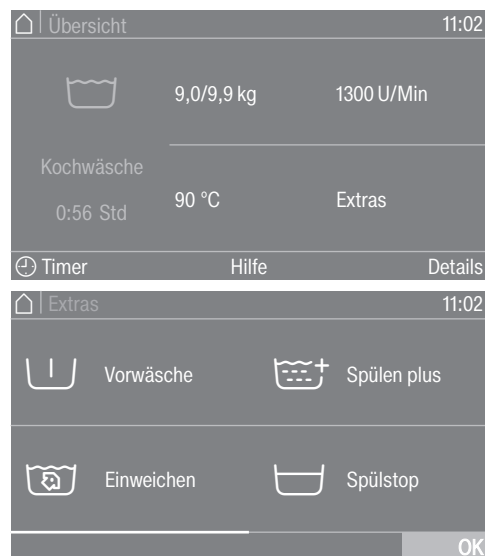 Übersicht 11:02
9,0/9,9 kg 1300 U/Min
Kochwäsche
0:56 Std
90 °C Extras
Timer Hilfe Details
Extras 11:02
Vorwäsche Spülen plus
Einweichen Spülstop
OK